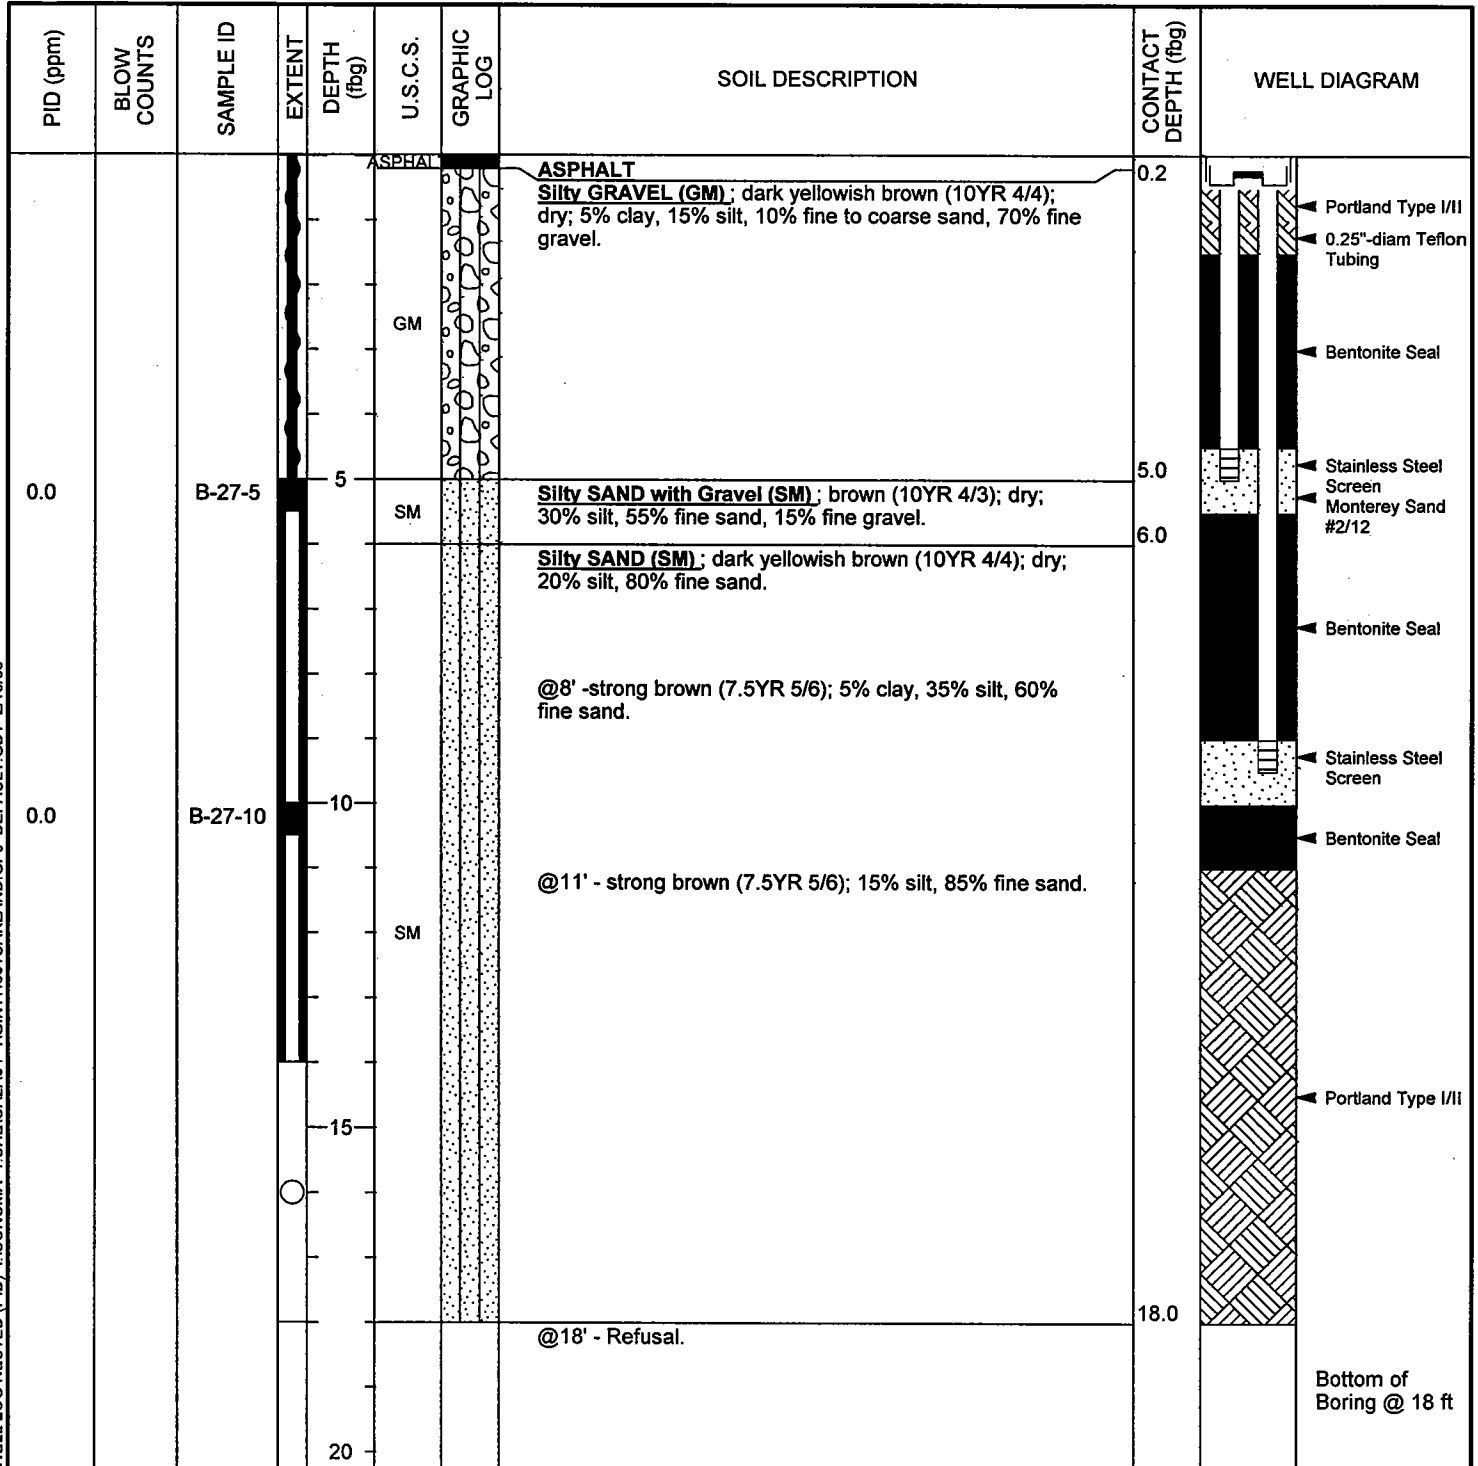 PID (ppm)
BLOW
COUNTS
SAMPLE ID
EXTENT
DEPTH
(fbg)
U.S.C.S.
GRAPHIC
LOG
SOIL DESCRIPTION
CONTACT
DEPTH (fbg)
WELL DIAGRAM
ASPHAL
ASPHALT
0.2
Silty GRAVEL (GM) ; dark yellowish brown (10YR 4/4);
dry; 5% clay, 15% silt, 10% fine to coarse sand, 70% fine
gravel.
Portland Type I/II
0.25"-diam Teflon
Tubing
GM
Bentonite Seal
5
5.0
Stainless Steel
Screen
0.0
B-27-5
SM
Silty SAND with Gravel (SM) ; brown (10YR 4/3); dry;
30% silt, 55% fine sand, 15% fine gravel.
Monterey Sand
#2/12
6.0
Silty SAND (SM) ; dark yellowish brown (10YR 4/4); dry;
20% silt, 80% fine sand.
Bentonite Seal
@8' -strong brown (7.5YR 5/6); 5% clay, 35% silt, 60%
fine sand.
Stainless Steel
Screen
10
0.0
B-27-10
Bentonite Seal
@11' - strong brown (7.5YR 5/6); 15% silt, 85% fine sand.
SM
Portland Type I/II
15
18.0
@18' - Refusal.
Bottom of
Boring @ 18 ft
20